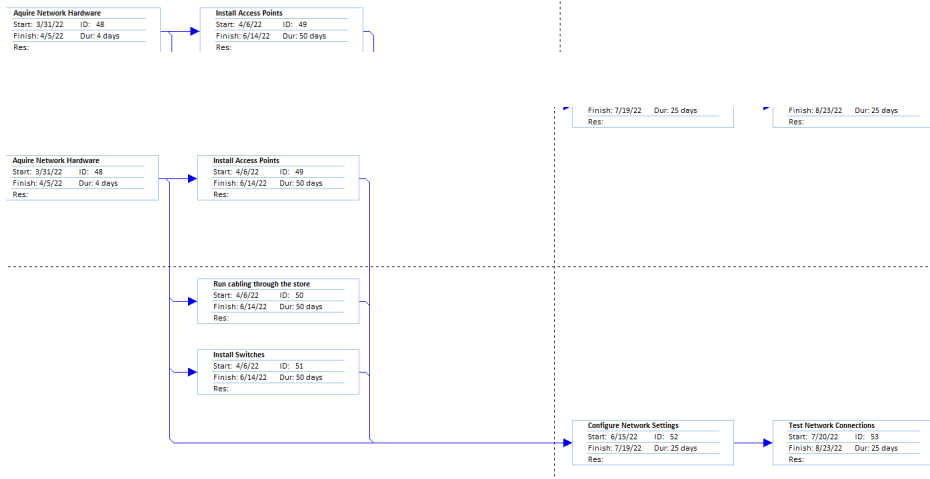 Aquire Network Hardware
Start: 3/31/22 ID: 48
Finish: 4/5/22 Dur: 4 days
Res:
Install Access Points
Start: 4/6/22 ID: 49
Finish: 6/14/22 Dur: 50 days
Res:
Finish: 7/19/22 Dur: 25 days
Res:
Finish: 8/23/22 Dur: 25 days
Res:
Aquire Network Hardware
Start: 3/31/22 ID: 48
Finish: 4/5/22 Dur: 4 days
Res:
Install Access Points
Start: 4/6/22 ID: 49
Finish: 6/14/22 Dur: 50 days
Res:
Run cabling through the store
Start: 4/6/22 ID: 50
Finish: 6/14/22 Dur: 50 days
Res:
Install Switches
Start: 4/6/22 ID: 51
Finish: 6/14/22 Dur: 50 days
Res:
Configure Network Settings
Start: 6/15/22 ID: 52
Finish: 7/19/22 Dur: 25 days
Res:
Test Network Connections
Start: 7/20/22 ID: 53
Finish: 8/23/22 Dur: 25 days
Res: